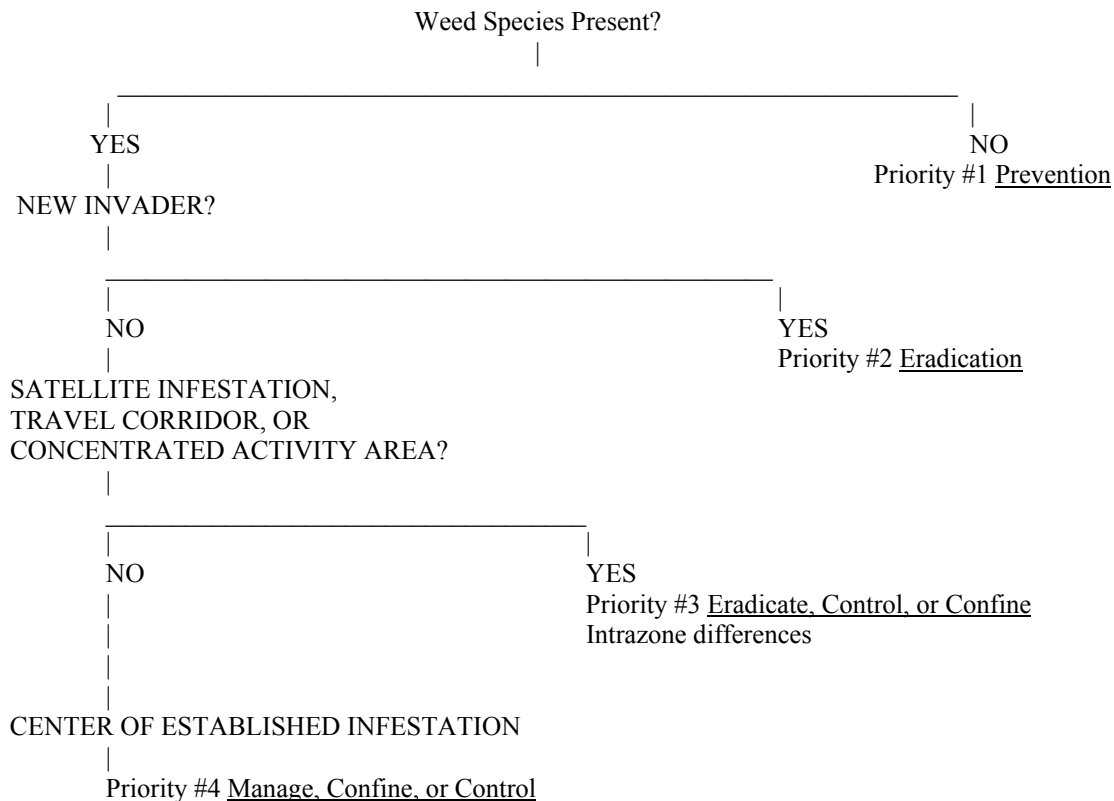 Weed Species Present?
YES
NO
Priority #1 Prevention
NEW INVADER?
NO
YES
Priority #2 Eradication
SATELLITE INFESTATION,
TRAVEL CORRIDOR, OR
CONCENTRATED ACTIVITY AREA?
NO
YES
Priority #3 Eradicate, Control, or Confine
Intrazone differences
CENTER OF ESTABLISHED INFESTATION
Priority #4 Manage, Confine, or Control